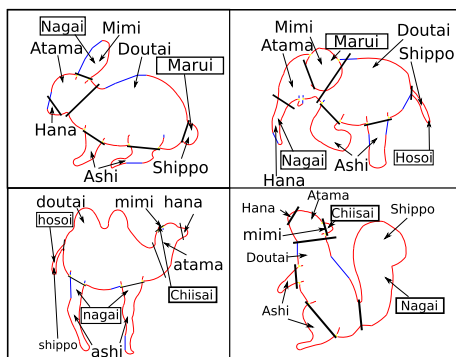 Nagai Mimi
Atama Doutai
Marui
Hana
Ashi Shippo
Mimi Doutai
Atama Marui Shippo
Nagai Ashi Hosoi
Hana
doutai mimi hana
hosoi
atama
Chiisai
nagai
shippo ashi
Hana Atama
Chiisai Shippo
mimi
Doutai
Ashi Nagai